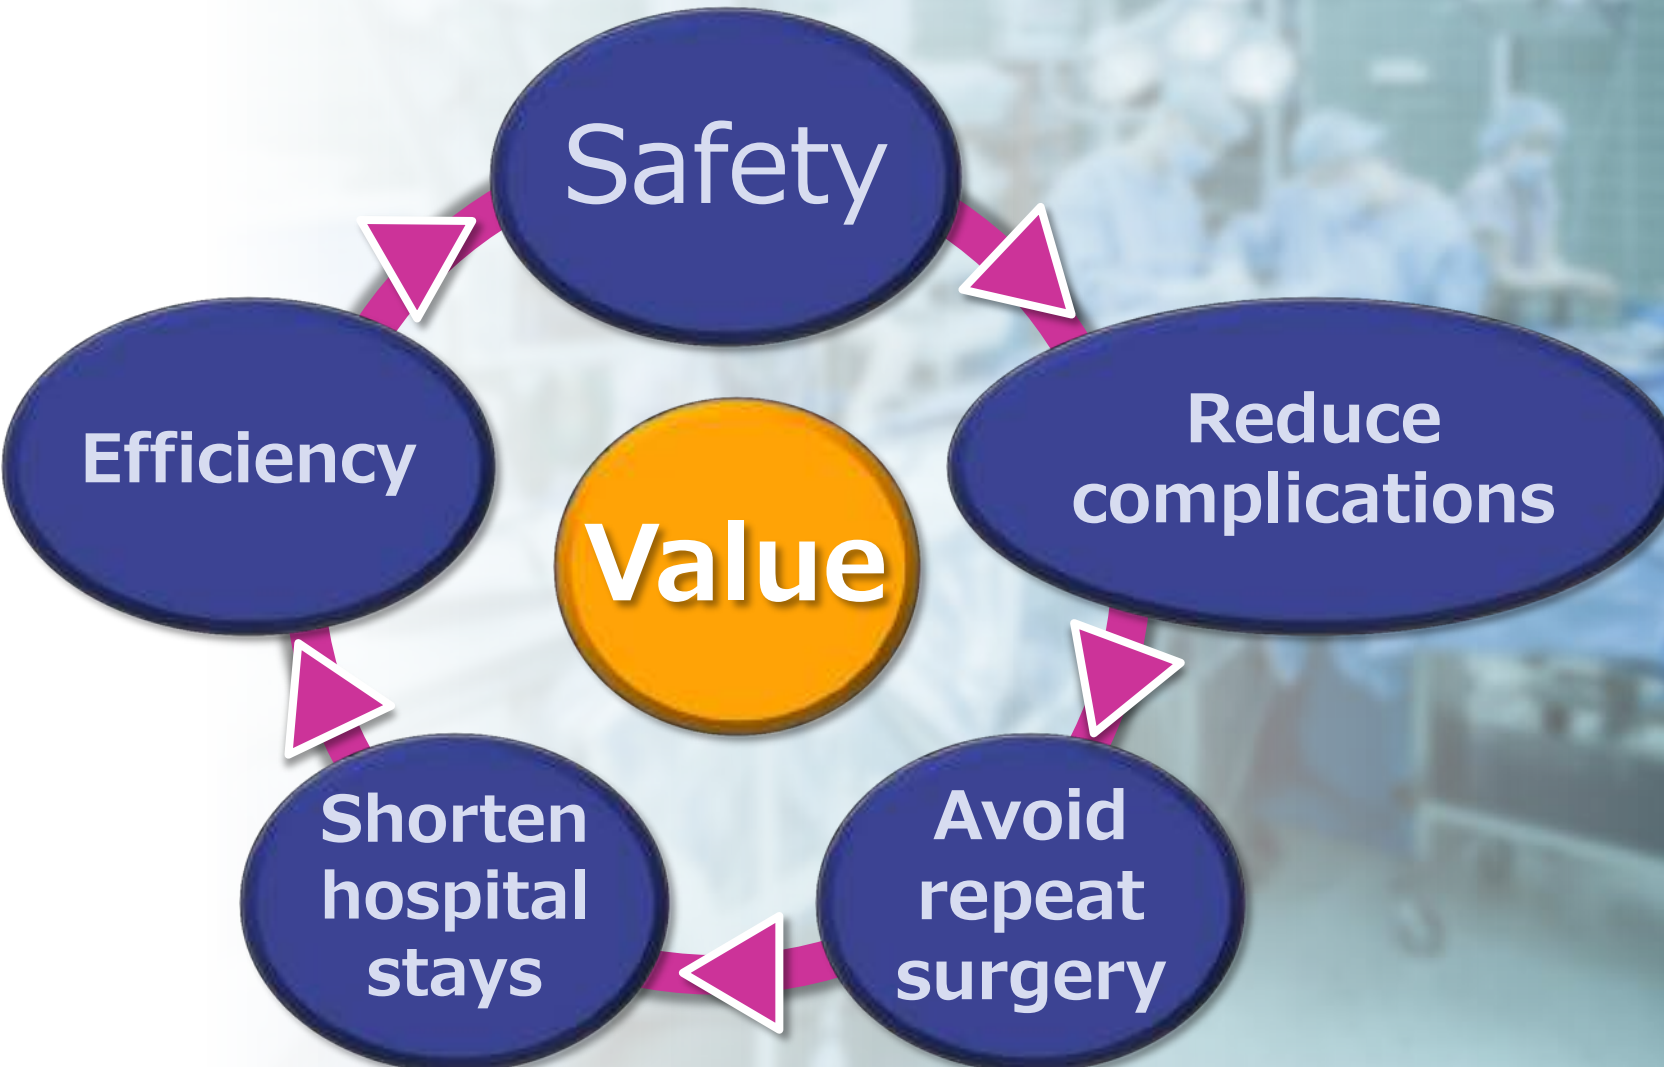 Safety
Reduce
complications
Avoid
repeat
surgery
Shorten
hospital
stays
Efficiency
Value